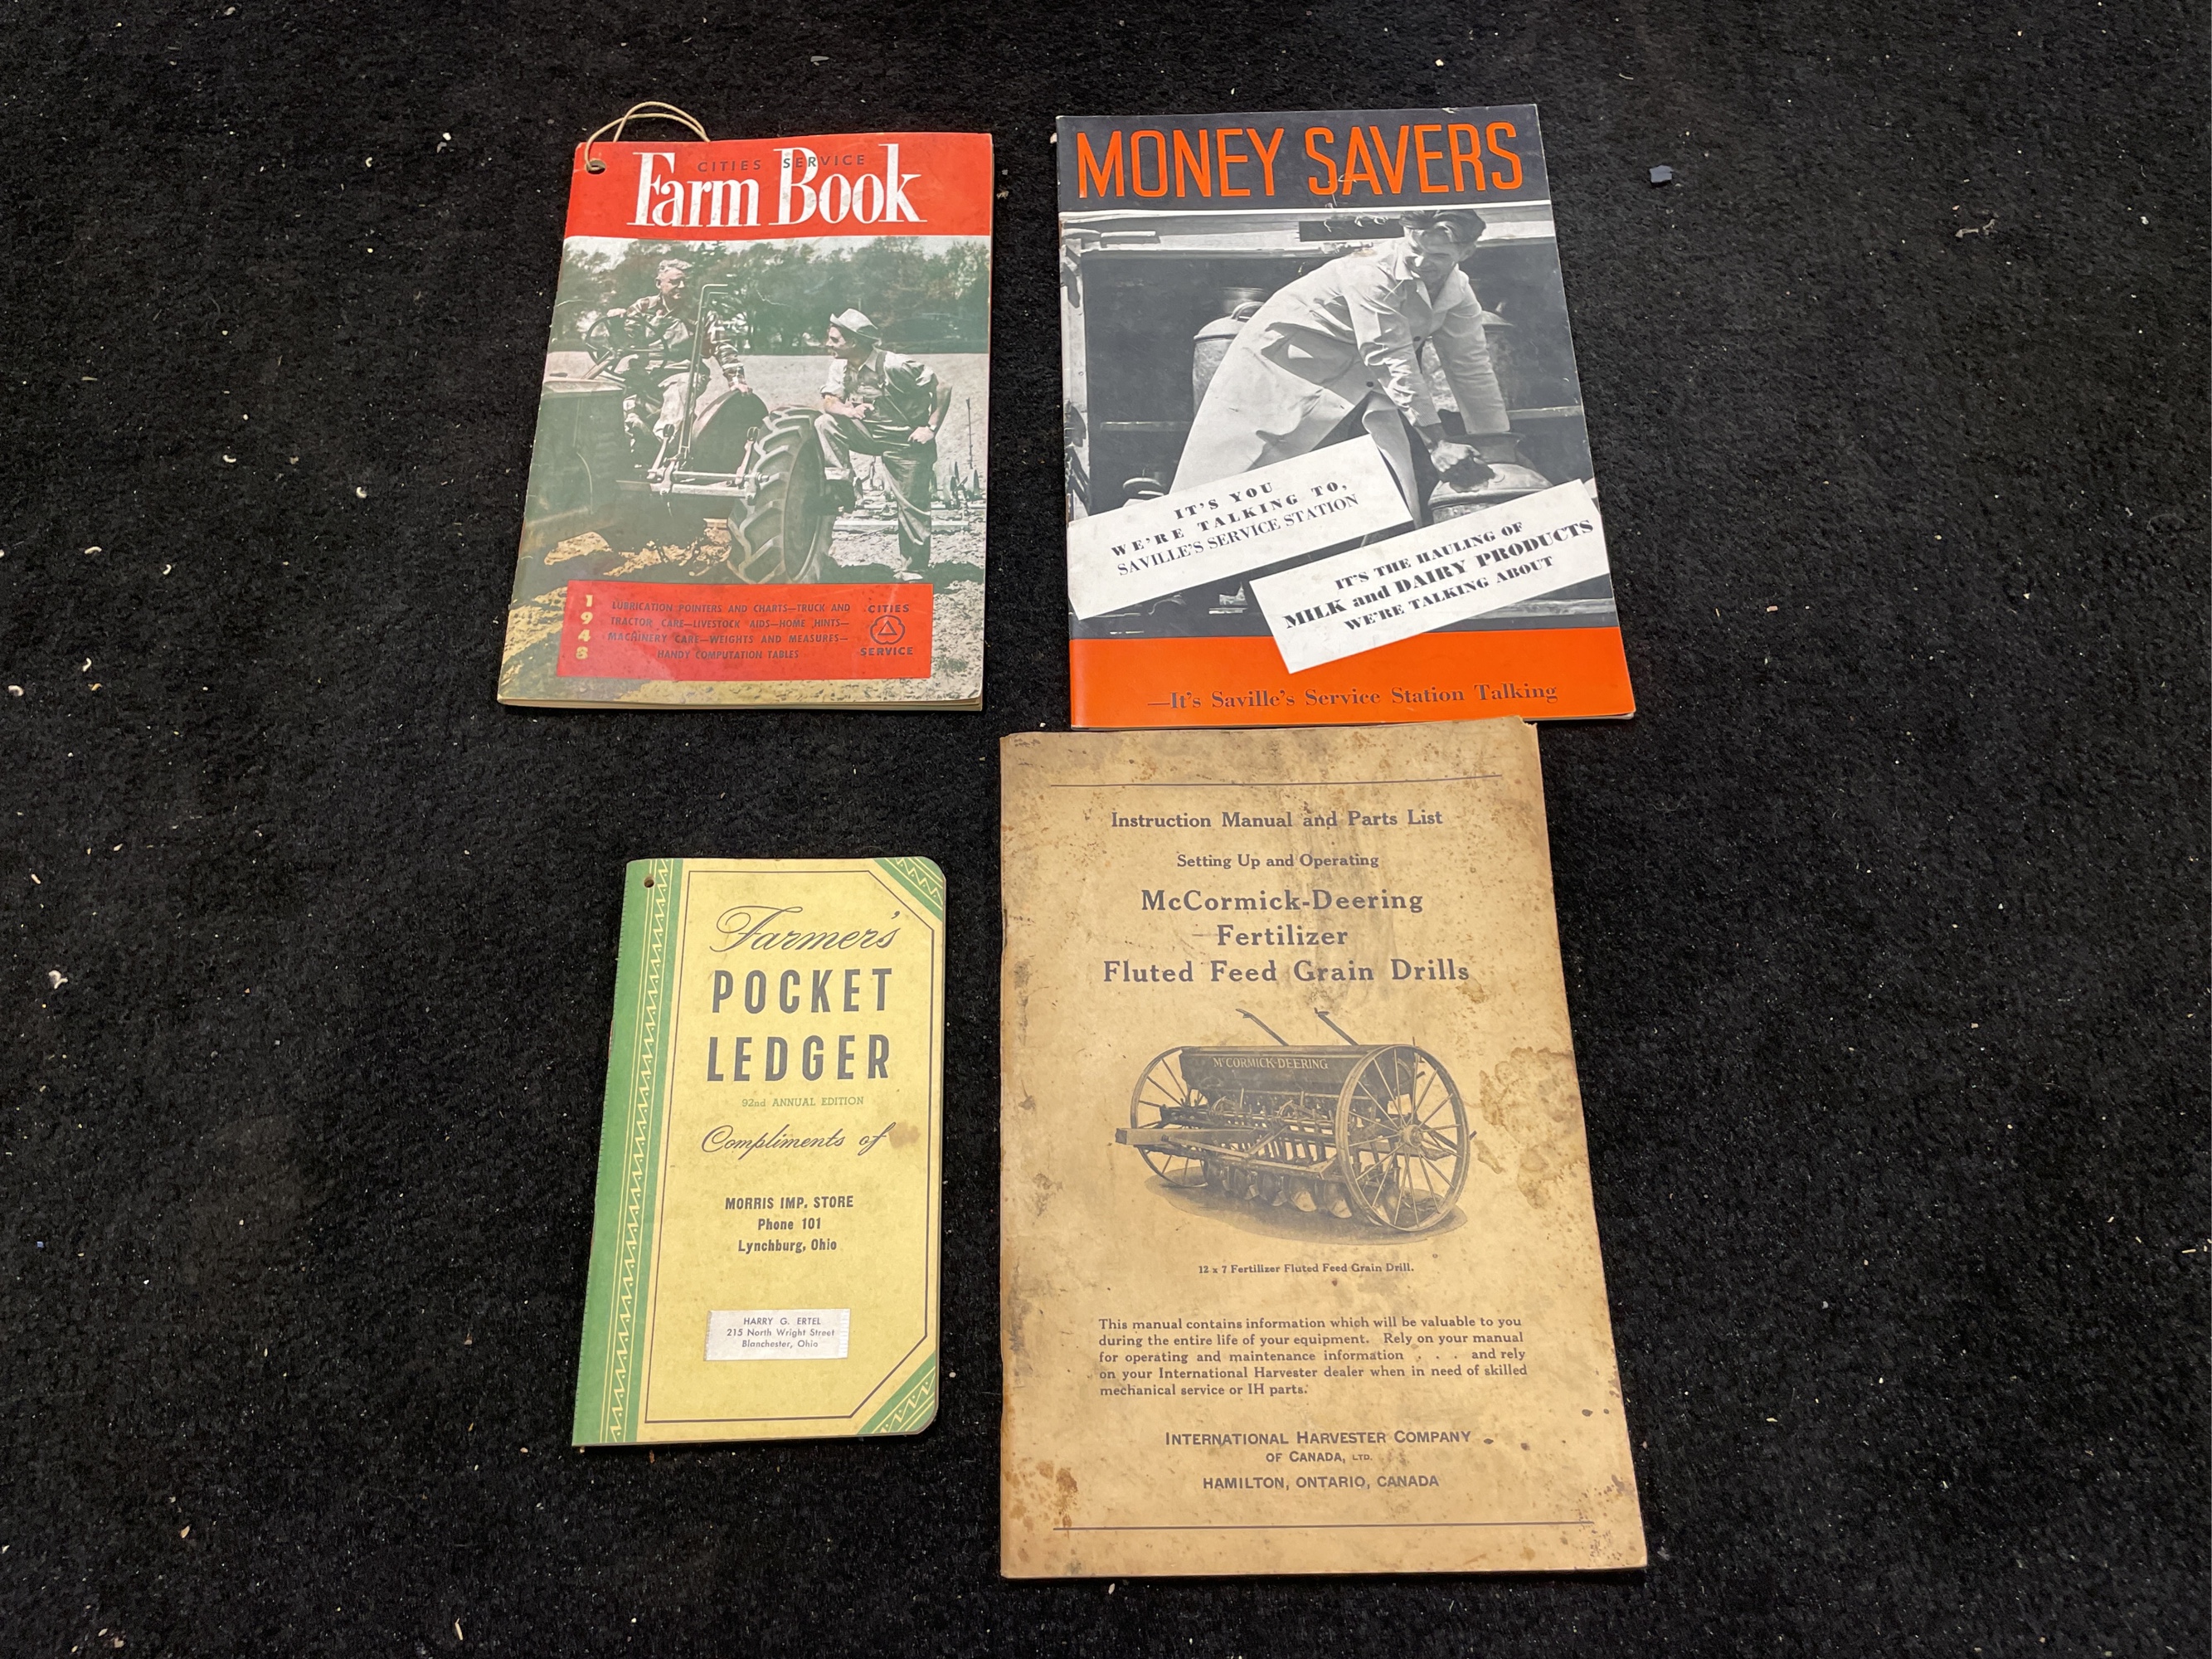 CITIES SERVICE
Farm Book
1948
LUBRICATION POINTERS AND CHARTS—TRUCK AND
TRACTOR CARE—LIVESTOCK AIDS—HOME HINTS—
MACHINERY CARE—WEIGHTS AND MEASURES—
HANDY COMPUTATION TABLES
CITIES
SERVICE
MONEY SAVERS
IT'S YOU
WE'RE TALKING TO,
SAVILLE'S SERVICE STATION
IT'S THE HAULING OF
MILK and DAIRY PRODUCTS
WE'RE TALKING ABOUT
—It's Saville's Service Station Talking
Farmers'
POCKET
LEDGER
92nd ANNUAL EDITION
Compliments of
MORRIS IMP. STORE
Phone 101
Lynchburg, Ohio
HARRY G. ERTEL
215 North Wright Street
Blanchester, Ohio
Instruction Manual and Parts List
Setting Up and Operating
McCormick-Deering
Fertilizer
Fluted Feed Grain Drills
McCORMICK-DEERING
12 x 7 Fertilizer Fluted Feed Grain Drill.
This manual contains information which will be valuable to you
during the entire life of your equipment. Rely on your manual
for operating and maintenance information . . . and rely
on your International Harvester dealer when in need of skilled
mechanical service or IH parts.
INTERNATIONAL HARVESTER COMPANY
OF CANADA, LTD.
HAMILTON, ONTARIO, CANADA